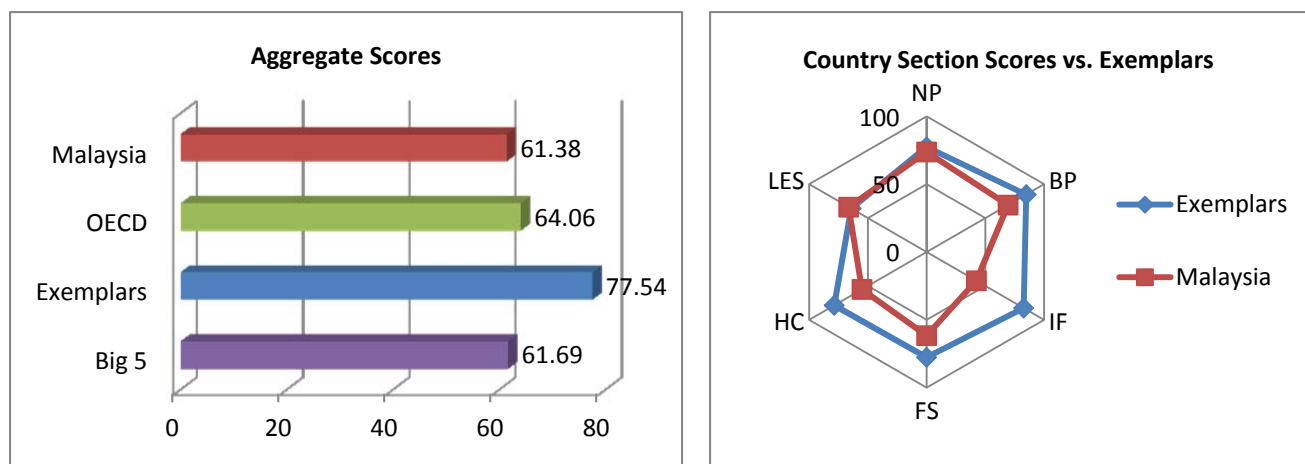 Aggregate Scores
Malaysia
61.38
OECD
64.06
Exemplars
77.54
Big 5
61.69
0 20 40 60 80
Country Section Scores vs. Exemplars
NP
100
LES
50
BP
0
HC
IF
FS
Exemplars
Malaysia